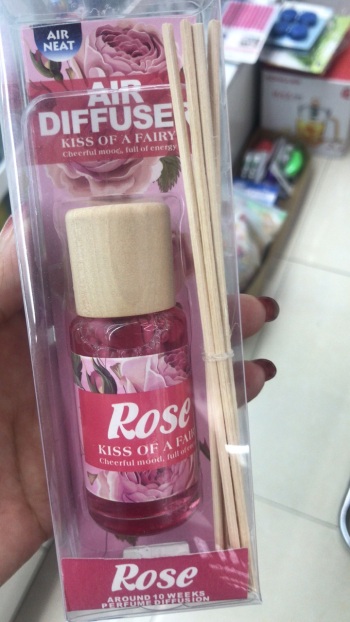 AIR
NEAT
AIR
DIFFUSER
KISS OF A FAIRY
Cheerful mood, full of energy
Rose
KISS OF A FAI
Cheerful mood, full of
Rose
AROUND 10 WEEKS
PERFUME DIFFUSION